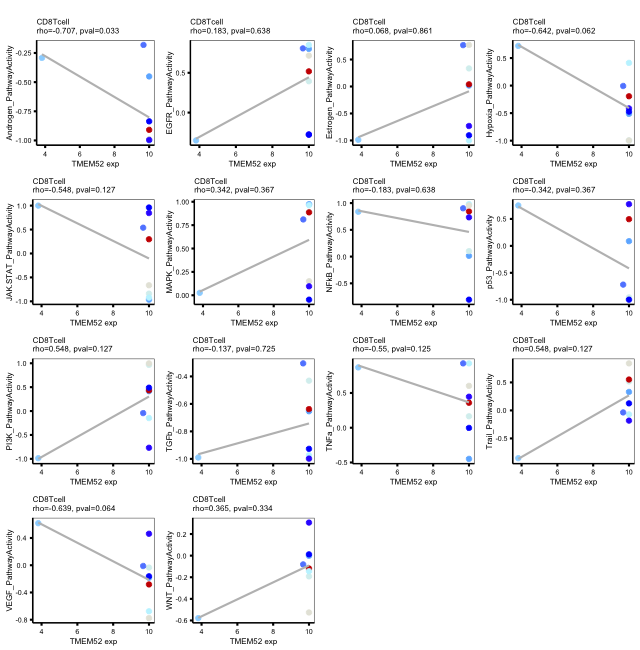 CD8Tcell
rho=-0.707, pval=0.033
Androgen_PathwayActivity
-0.25
-0.50
-0.75
-1.00
4 6 8 10
TMEM52 exp
CD8Tcell
rho=0.183, pval=0.638
EGFR_PathwayActivity
0.5
0.0
4 6 8 10
TMEM52 exp
CD8Tcell
rho=0.068, pval=0.861
Estrogen_PathwayActivity
0.5
0.0
-0.5
-1.0
4 6 8 10
TMEM52 exp
CD8Tcell
rho=-0.642, pval=0.062
Hypoxia_PathwayActivity
0.5
0.0
-0.5
-1.0
4 6 8 10
TMEM52 exp
CD8Tcell
rho=-0.548, pval=0.127
JAK-STAT_PathwayActivity
1.0
0.5
0.0
-0.5
-1.0
4 6 8 10
TMEM52 exp
CD8Tcell
rho=0.342, pval=0.367
MAPK_PathwayActivity
1.00
0.75
0.50
0.25
0.00
4 6 8 10
TMEM52 exp
CD8Tcell
rho=-0.183, pval=0.638
NFkB_PathwayActivity
1.0
0.5
0.0
-0.5
4 6 8 10
TMEM52 exp
CD8Tcell
rho=-0.342, pval=0.367
p53_PathwayActivity
0.5
0.0
-0.5
-1.0
4 6 8 10
TMEM52 exp
CD8Tcell
rho=0.548, pval=0.127
PI3K_PathwayActivity
1.0
0.5
0.0
-0.5
-1.0
4 6 8 10
TMEM52 exp
CD8Tcell
rho=-0.137, pval=0.725
TGFb_PathwayActivity
-0.4
-0.6
-0.8
-1.0
4 6 8 10
TMEM52 exp
CD8Tcell
rho=-0.55, pval=0.125
TNFa_PathwayActivity
0.5
0.0
-0.5
4 6 8 10
TMEM52 exp
CD8Tcell
rho=0.548, pval=0.127
Trail_PathwayActivity
0.5
0.0
-0.5
4 6 8 10
TMEM52 exp
CD8Tcell
rho=-0.639, pval=0.064
VEGF_PathwayActivity
0.4
0.0
-0.4
-0.8
4 6 8 10
TMEM52 exp
CD8Tcell
rho=0.365, pval=0.334
WNT_PathwayActivity
0.2
0.0
-0.2
-0.4
-0.6
4 6 8 10
TMEM52 exp